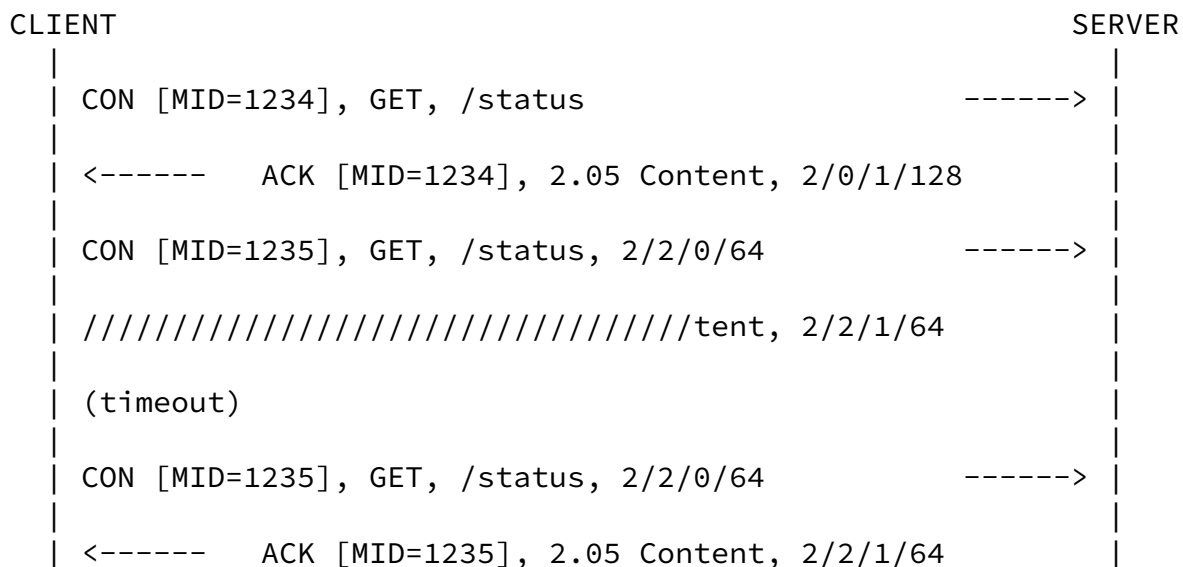 CLIENT SERVER
| |
| CON [MID=1234], GET, /status ------> |
| |
| <------ ACK [MID=1234], 2.05 Content, 2/0/1/128 |
| |
| CON [MID=1235], GET, /status, 2/2/0/64 ------> |
| |
| //////////////////////////////////tent, 2/2/1/64 |
| |
| (timeout) |
| |
| CON [MID=1235], GET, /status, 2/2/0/64 ------> |
| |
| <------ ACK [MID=1235], 2.05 Content, 2/2/1/64 |